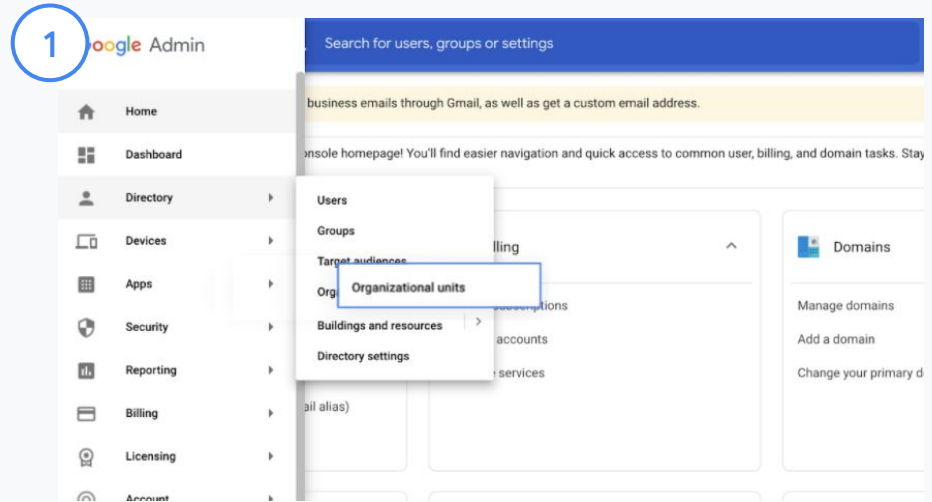 1
oogle Admin
Search for users, groups or settings
business emails through Gmail, as well as get a custom email address.
Home
Dashboard
onsole homepage! You'll find easier navigation and quick access to common user, billing, and domain tasks. Stay
Directory
Users
Groups
Target audiences
Orga
Organizational units
Buildings and resources
Directory settings
Devices
Apps
Security
Reporting
Billing
Licensing
Account
lling
subscriptions
accounts
services
ail alias)
Domains
Manage domains
Add a domain
Change your primary d